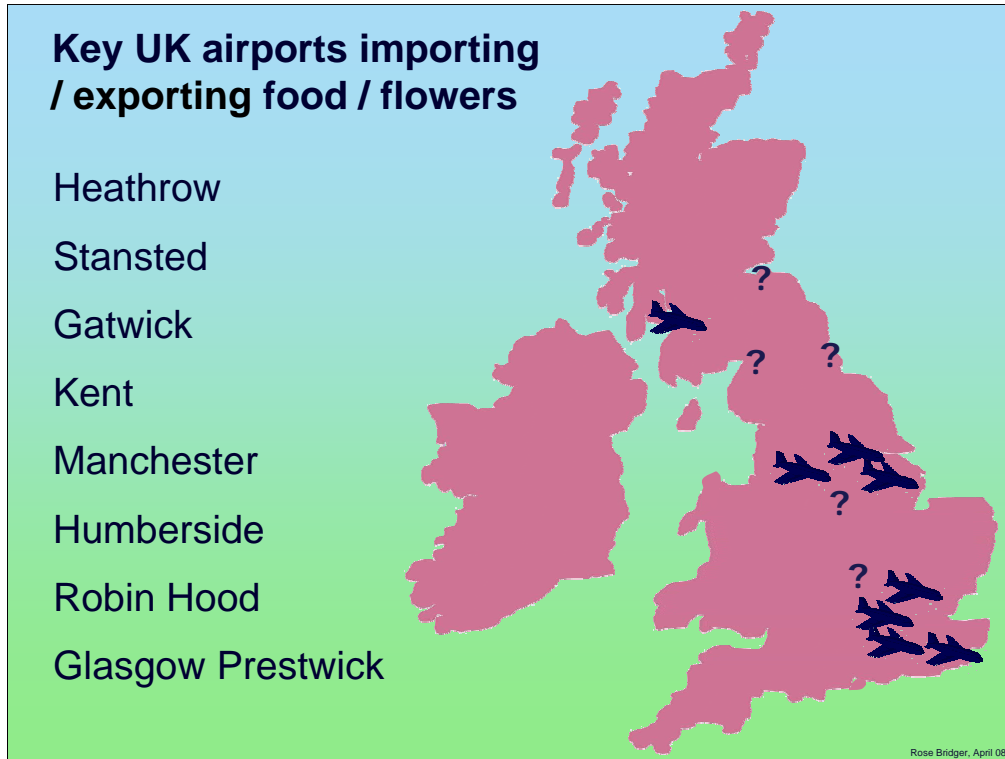 Key UK airports importing
/ exporting food / flowers
Heathrow
Stansted
Gatwick
Kent
Manchester
Humberside
Robin Hood
Glasgow Prestwick
?
?
?
?
?
Rose Bridger, April 08